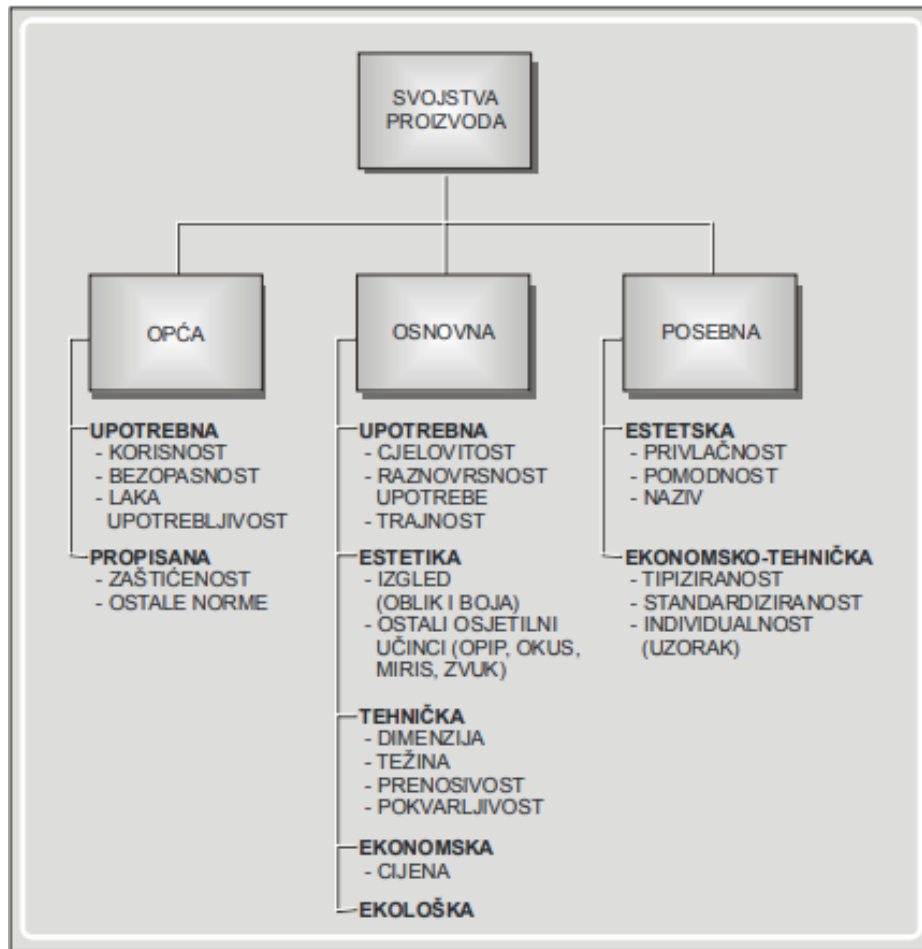 SVOJSTVA
PROIZVODA
OPĆA
UPOTREBNA
- KORISNOST
- BEZOPASNOST
- LAKA
UPOTREBLJIVOST
PROPISANA
- ZAŠTIĆENOST
- OSTALE NORME
OSNOVNA
UPOTREBNA
- CJELOVITOST
- RAZNOVRSNOST
UPOTREBE
- TRAJNOST
ESTETIKA
- IZGLED
(OBLIK I BOJA)
- OSTALI OSJETILNI
UČINCI (OPIP, OKUS,
MIRIS, ZVUK)
TEHNIČKA
- DIMENZIJA
- TEŽINA
- PRENOSIVOST
- POKVARLJIVOST
EKONOMSKA
- CIJENA
EKOLOŠKA
POSEBNA
ESTETSKA
- PRIVLAČNOST
- POMODNOST
- NAZIV
EKONOMSKO-TEHNIČKA
- TIPIZIRANOST
- STANDARDIZIRANOST
- INDIVIDUALNOST
(UZORAK)